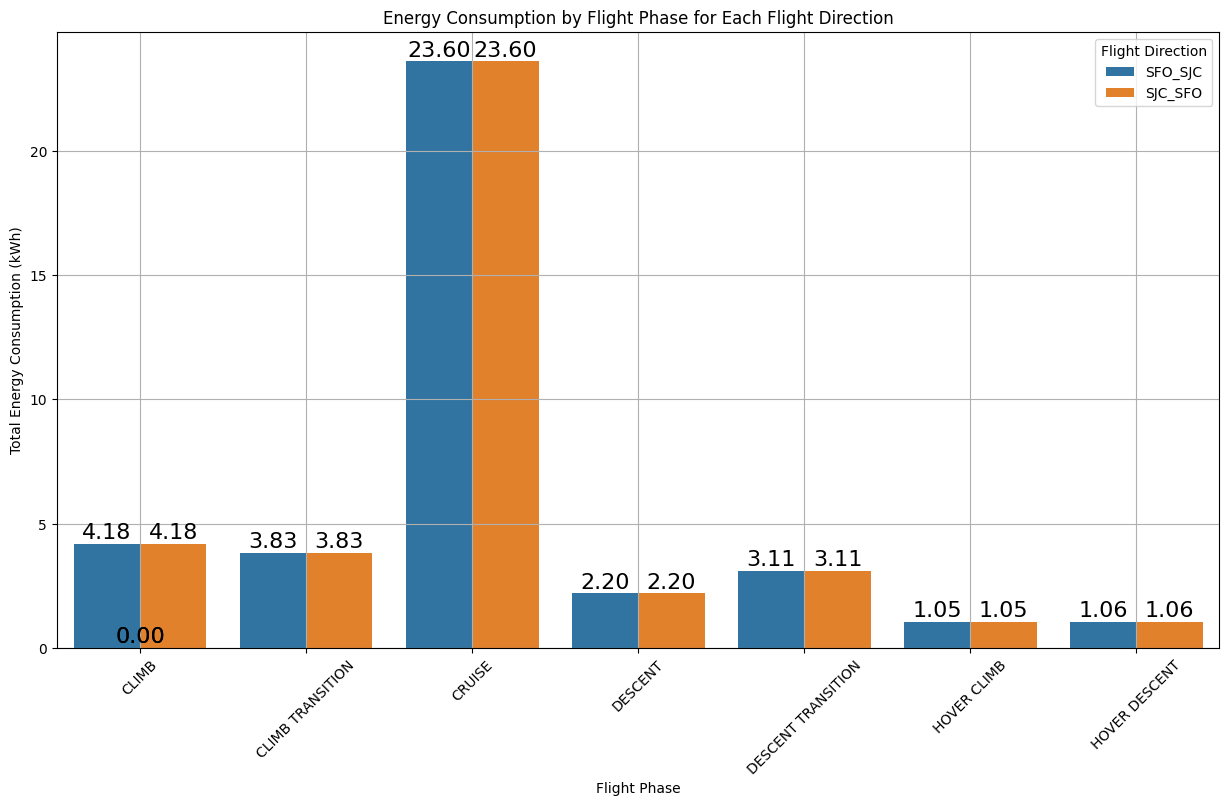 Energy Consumption by Flight Phase for Each Flight Direction
23.60 23.60
Flight Direction
SFO_SJC
SJC_SFO
20
15
10
5
0
Total Energy Consumption (kWh)
4.18 4.18
0.00
3.83 3.83
2.20 2.20
3.11 3.11
1.05 1.05
1.06 1.06
CLIMB
CLIMB TRANSITION
CRUISE
DESCENT
DESCENT TRANSITION
HOVER CLIMB
HOVER DESCENT
Flight Phase